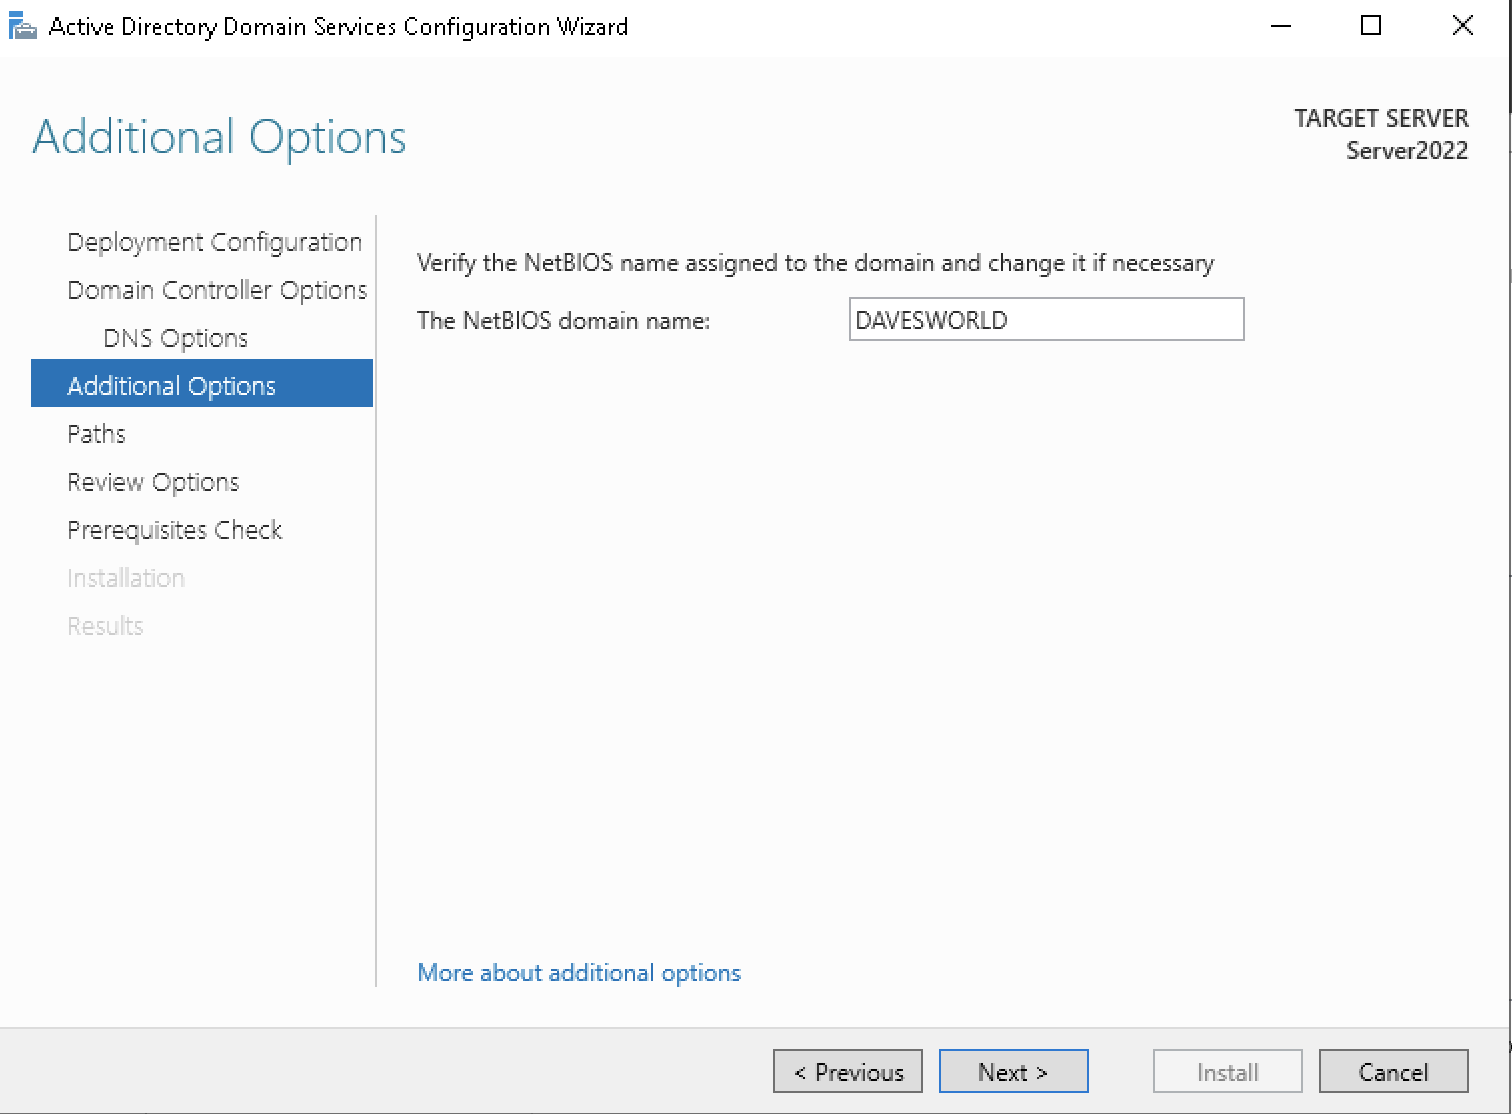 Active Directory Domain Services Configuration Wizard
Additional Options
TARGET SERVER
Server2022
Deployment Configuration
Domain Controller Options
DNS Options
Additional Options
Paths
Review Options
Prerequisites Check
Installation
Results
Verify the NetBIOS name assigned to the domain and change it if necessary
The NetBIOS domain name: DAVESWORLD
More about additional options
< Previous Next > Install Cancel